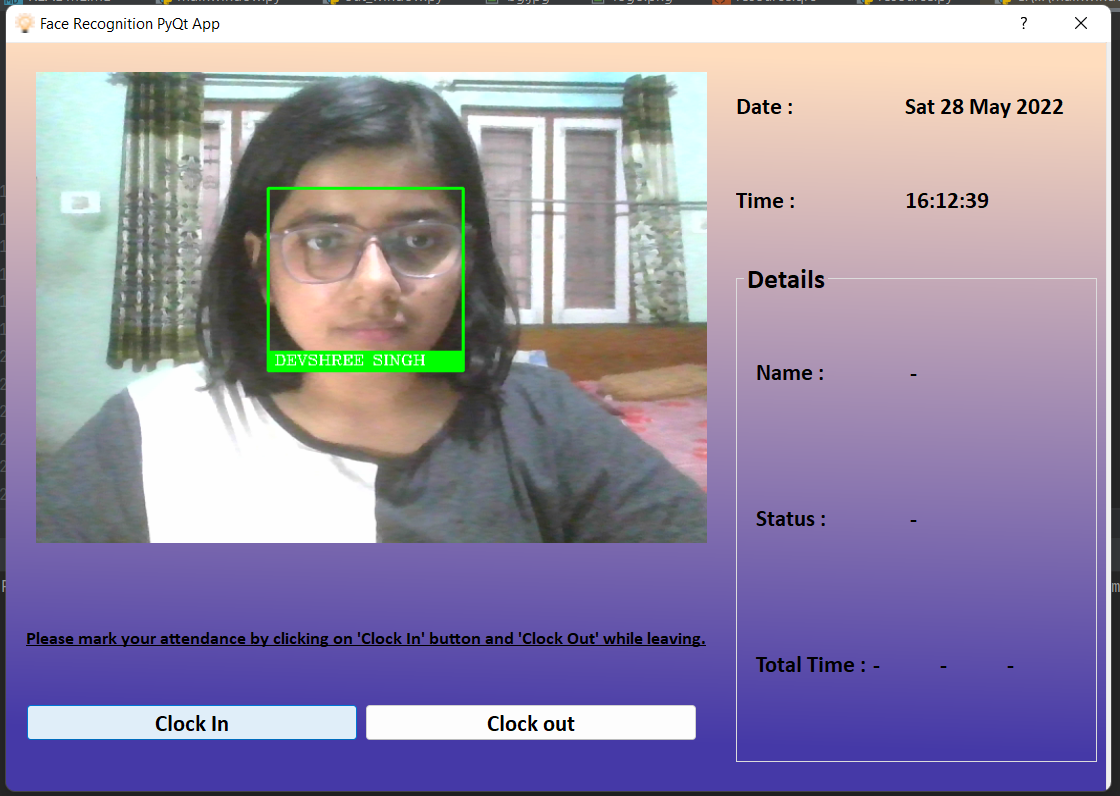 Face Recognition PyQt App
?
Date :
Sat 28 May 2022
Time :
16:12:39
Details
DEVSHREE SINGH
Name :
-
Status :
-
Please mark your attendance by clicking on 'Clock In' button and 'Clock Out' while leaving.
Total Time : - - -
Clock In
Clock out